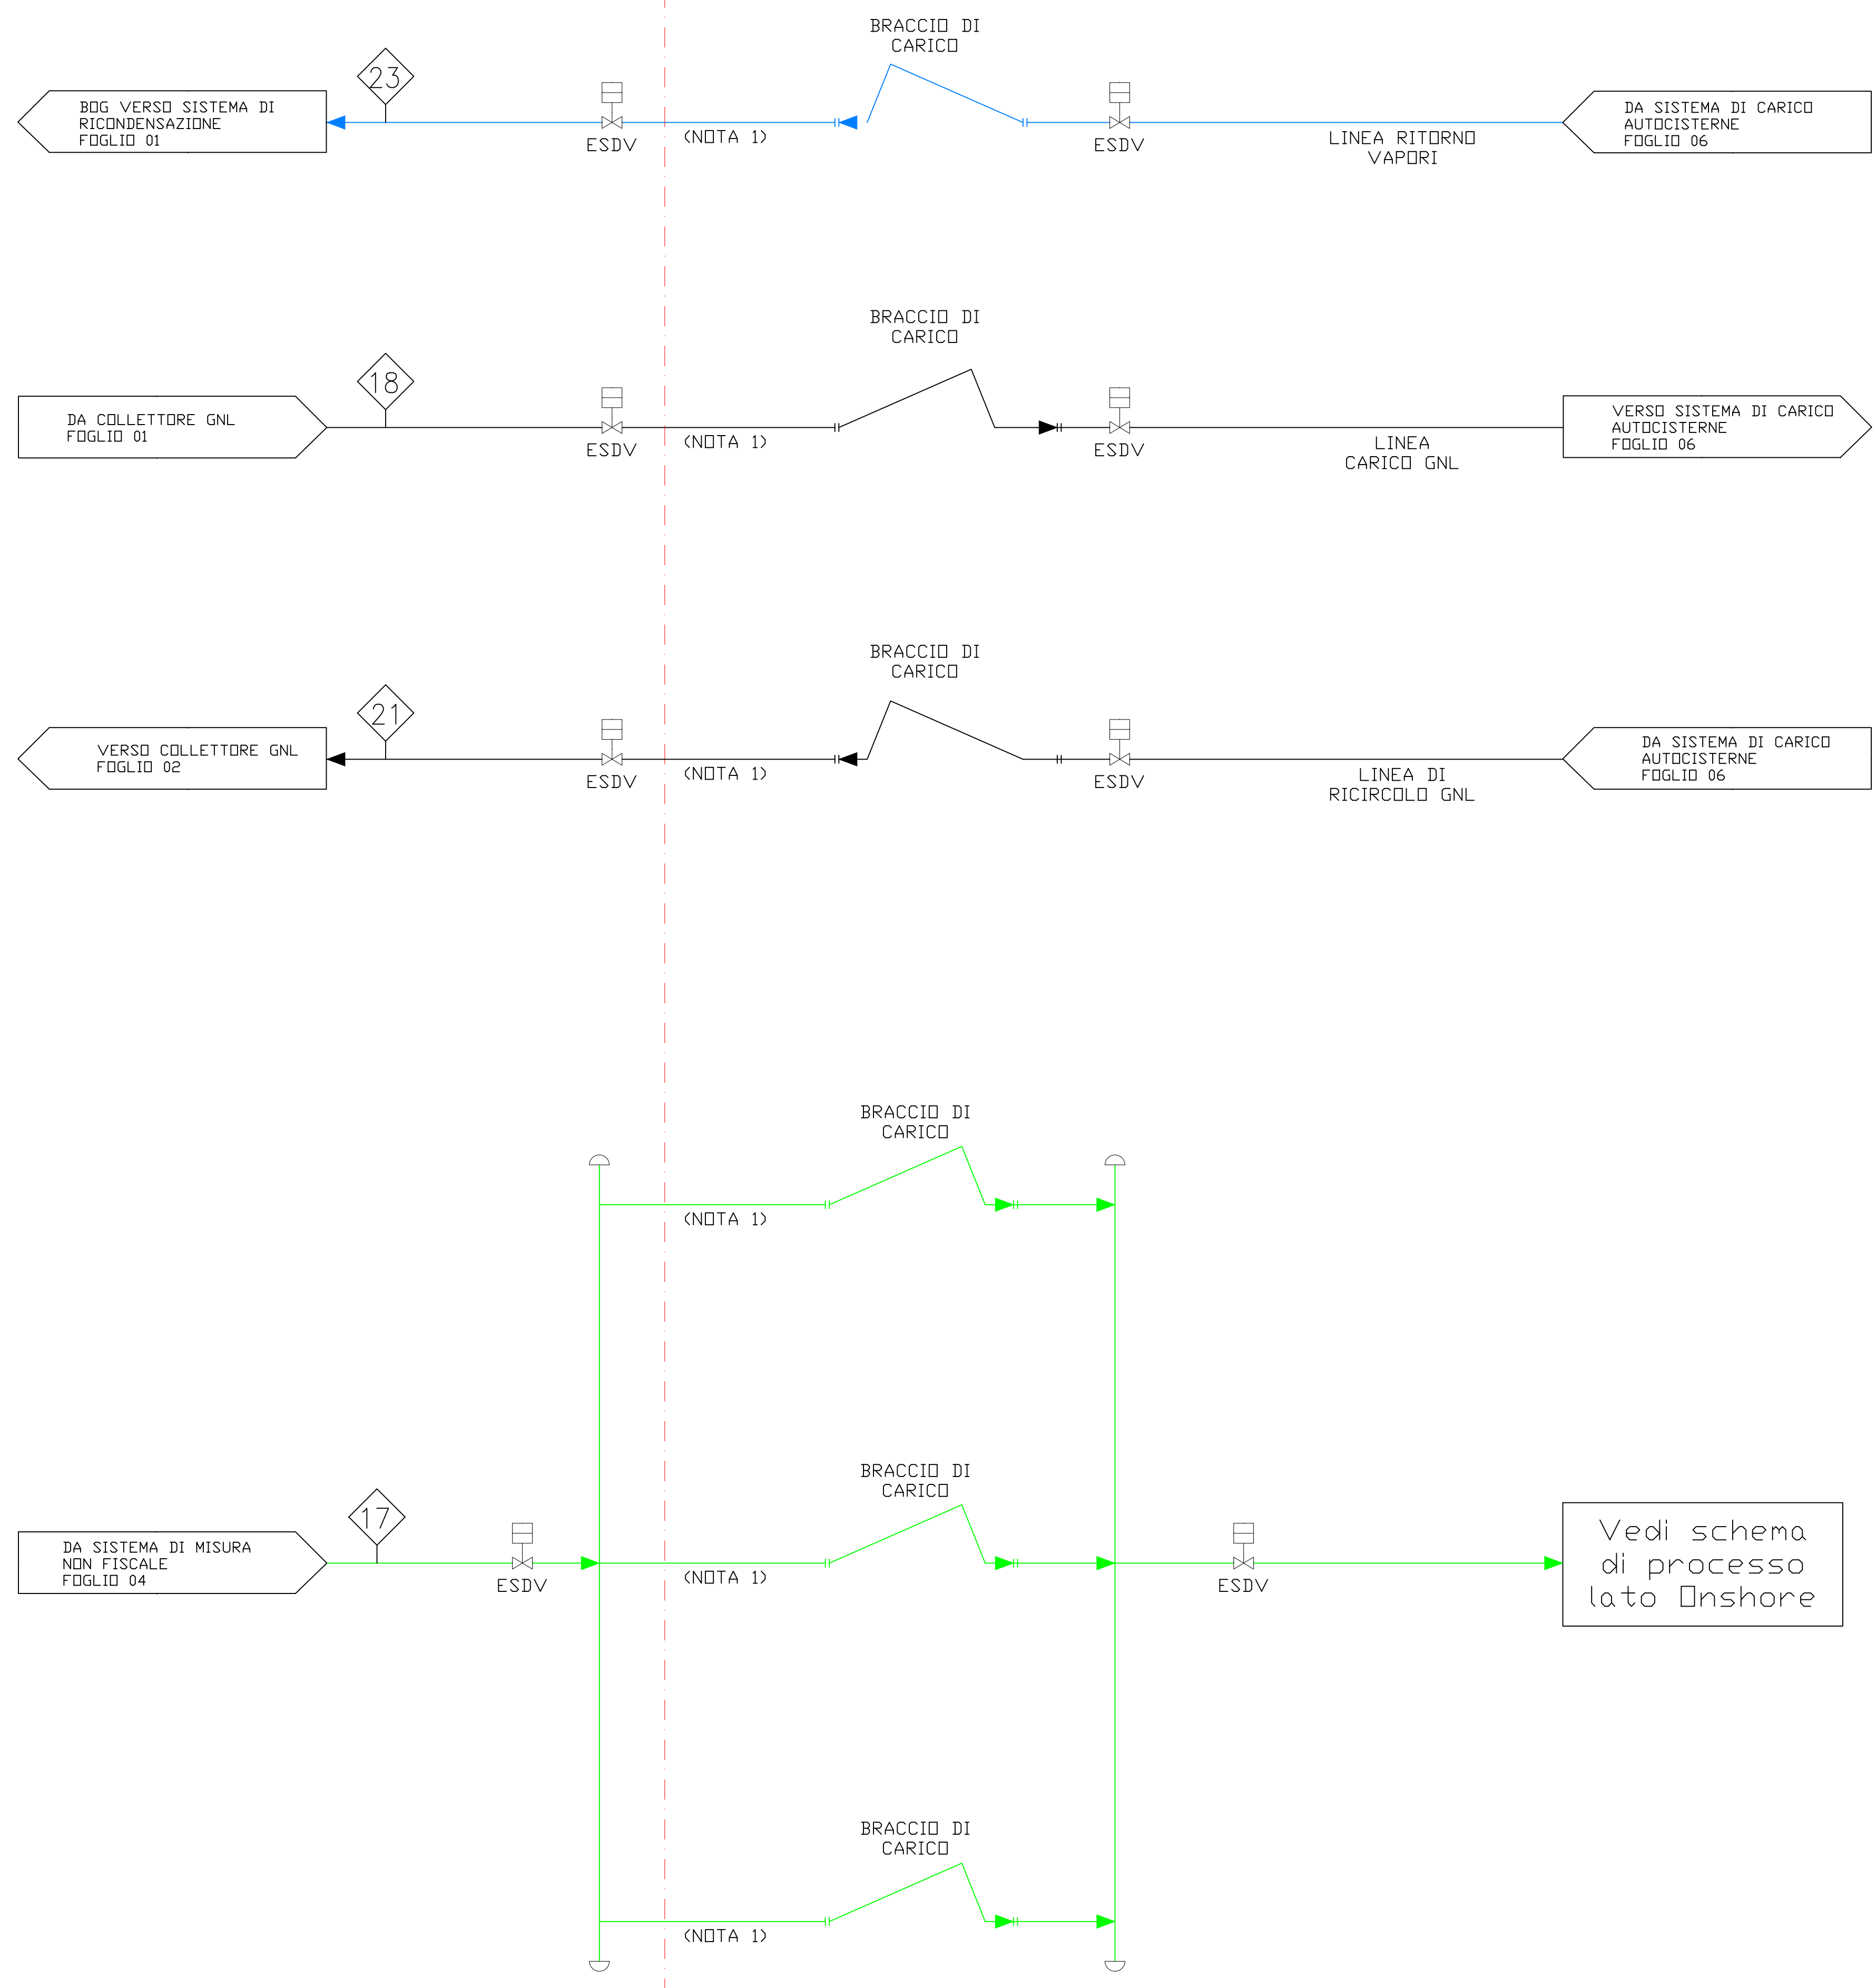 BRACCIO DI
CARICO
23
BOG VERSO SISTEMA DI
RICONDENSAZIONE
FOGLIO 01
ESDV
(NOTA 1)
ESDV
LINEA RITORNO
VAPORI
DA SISTEMA DI CARICO
AUTOCISTERNE
FOGLIO 06
BRACCIO DI
CARICO
18
DA COLLETTORE GNL
FOGLIO 01
ESDV
(NOTA 1)
ESDV
LINEA
CARICO GNL
VERSO SISTEMA DI CARICO
AUTOCISTERNE
FOGLIO 06
BRACCIO DI
CARICO
21
VERSO COLLETTORE GNL
FOGLIO 02
ESDV
(NOTA 1)
ESDV
LINEA DI
RICIRCOLO GNL
DA SISTEMA DI CARICO
AUTOCISTERNE
FOGLIO 06
BRACCIO DI
CARICO
(NOTA 1)
BRACCIO DI
CARICO
17
DA SISTEMA DI MISURA
NON FISCALE
FOGLIO 04
ESDV
(NOTA 1)
ESDV
Vedi schema
di processo
lato Onshore
BRACCIO DI
CARICO
(NOTA 1)